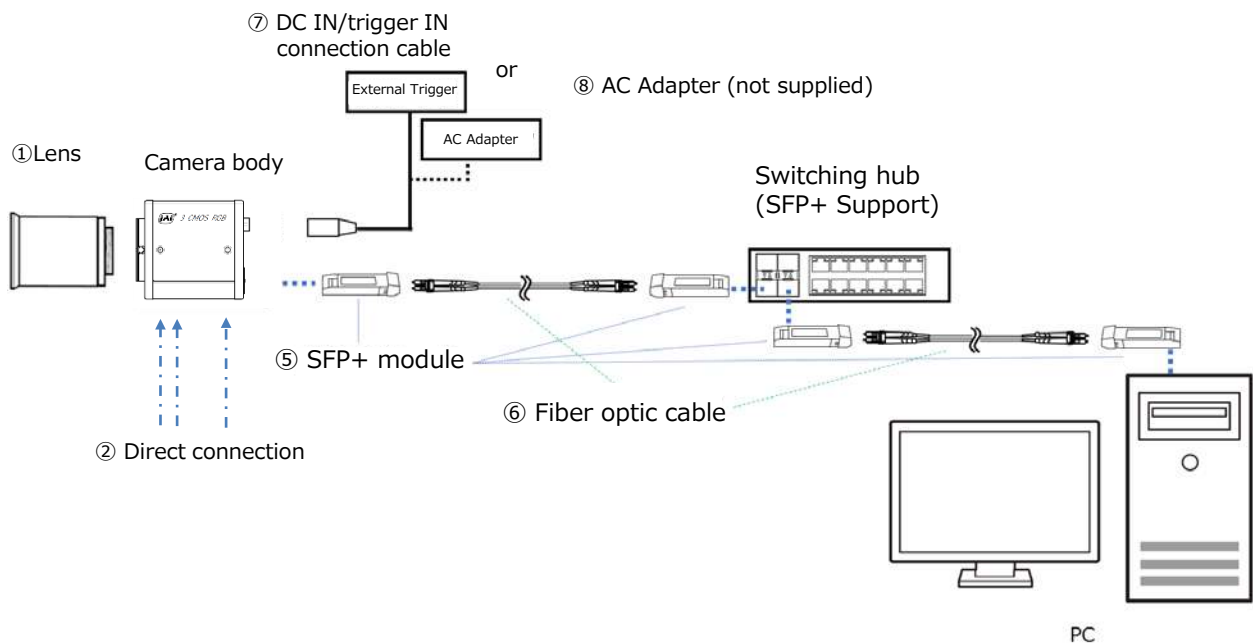 ⑦ DC IN/trigger IN
connection cable
or
External Trigger
⑧ AC Adapter (not supplied)
AC Adapter
①Lens
Camera body
Switching hub
(SFP+ Support)
JAI 3 CMOS RGB
⑤ SFP+ module
⑥ Fiber optic cable
② Direct connection
PC